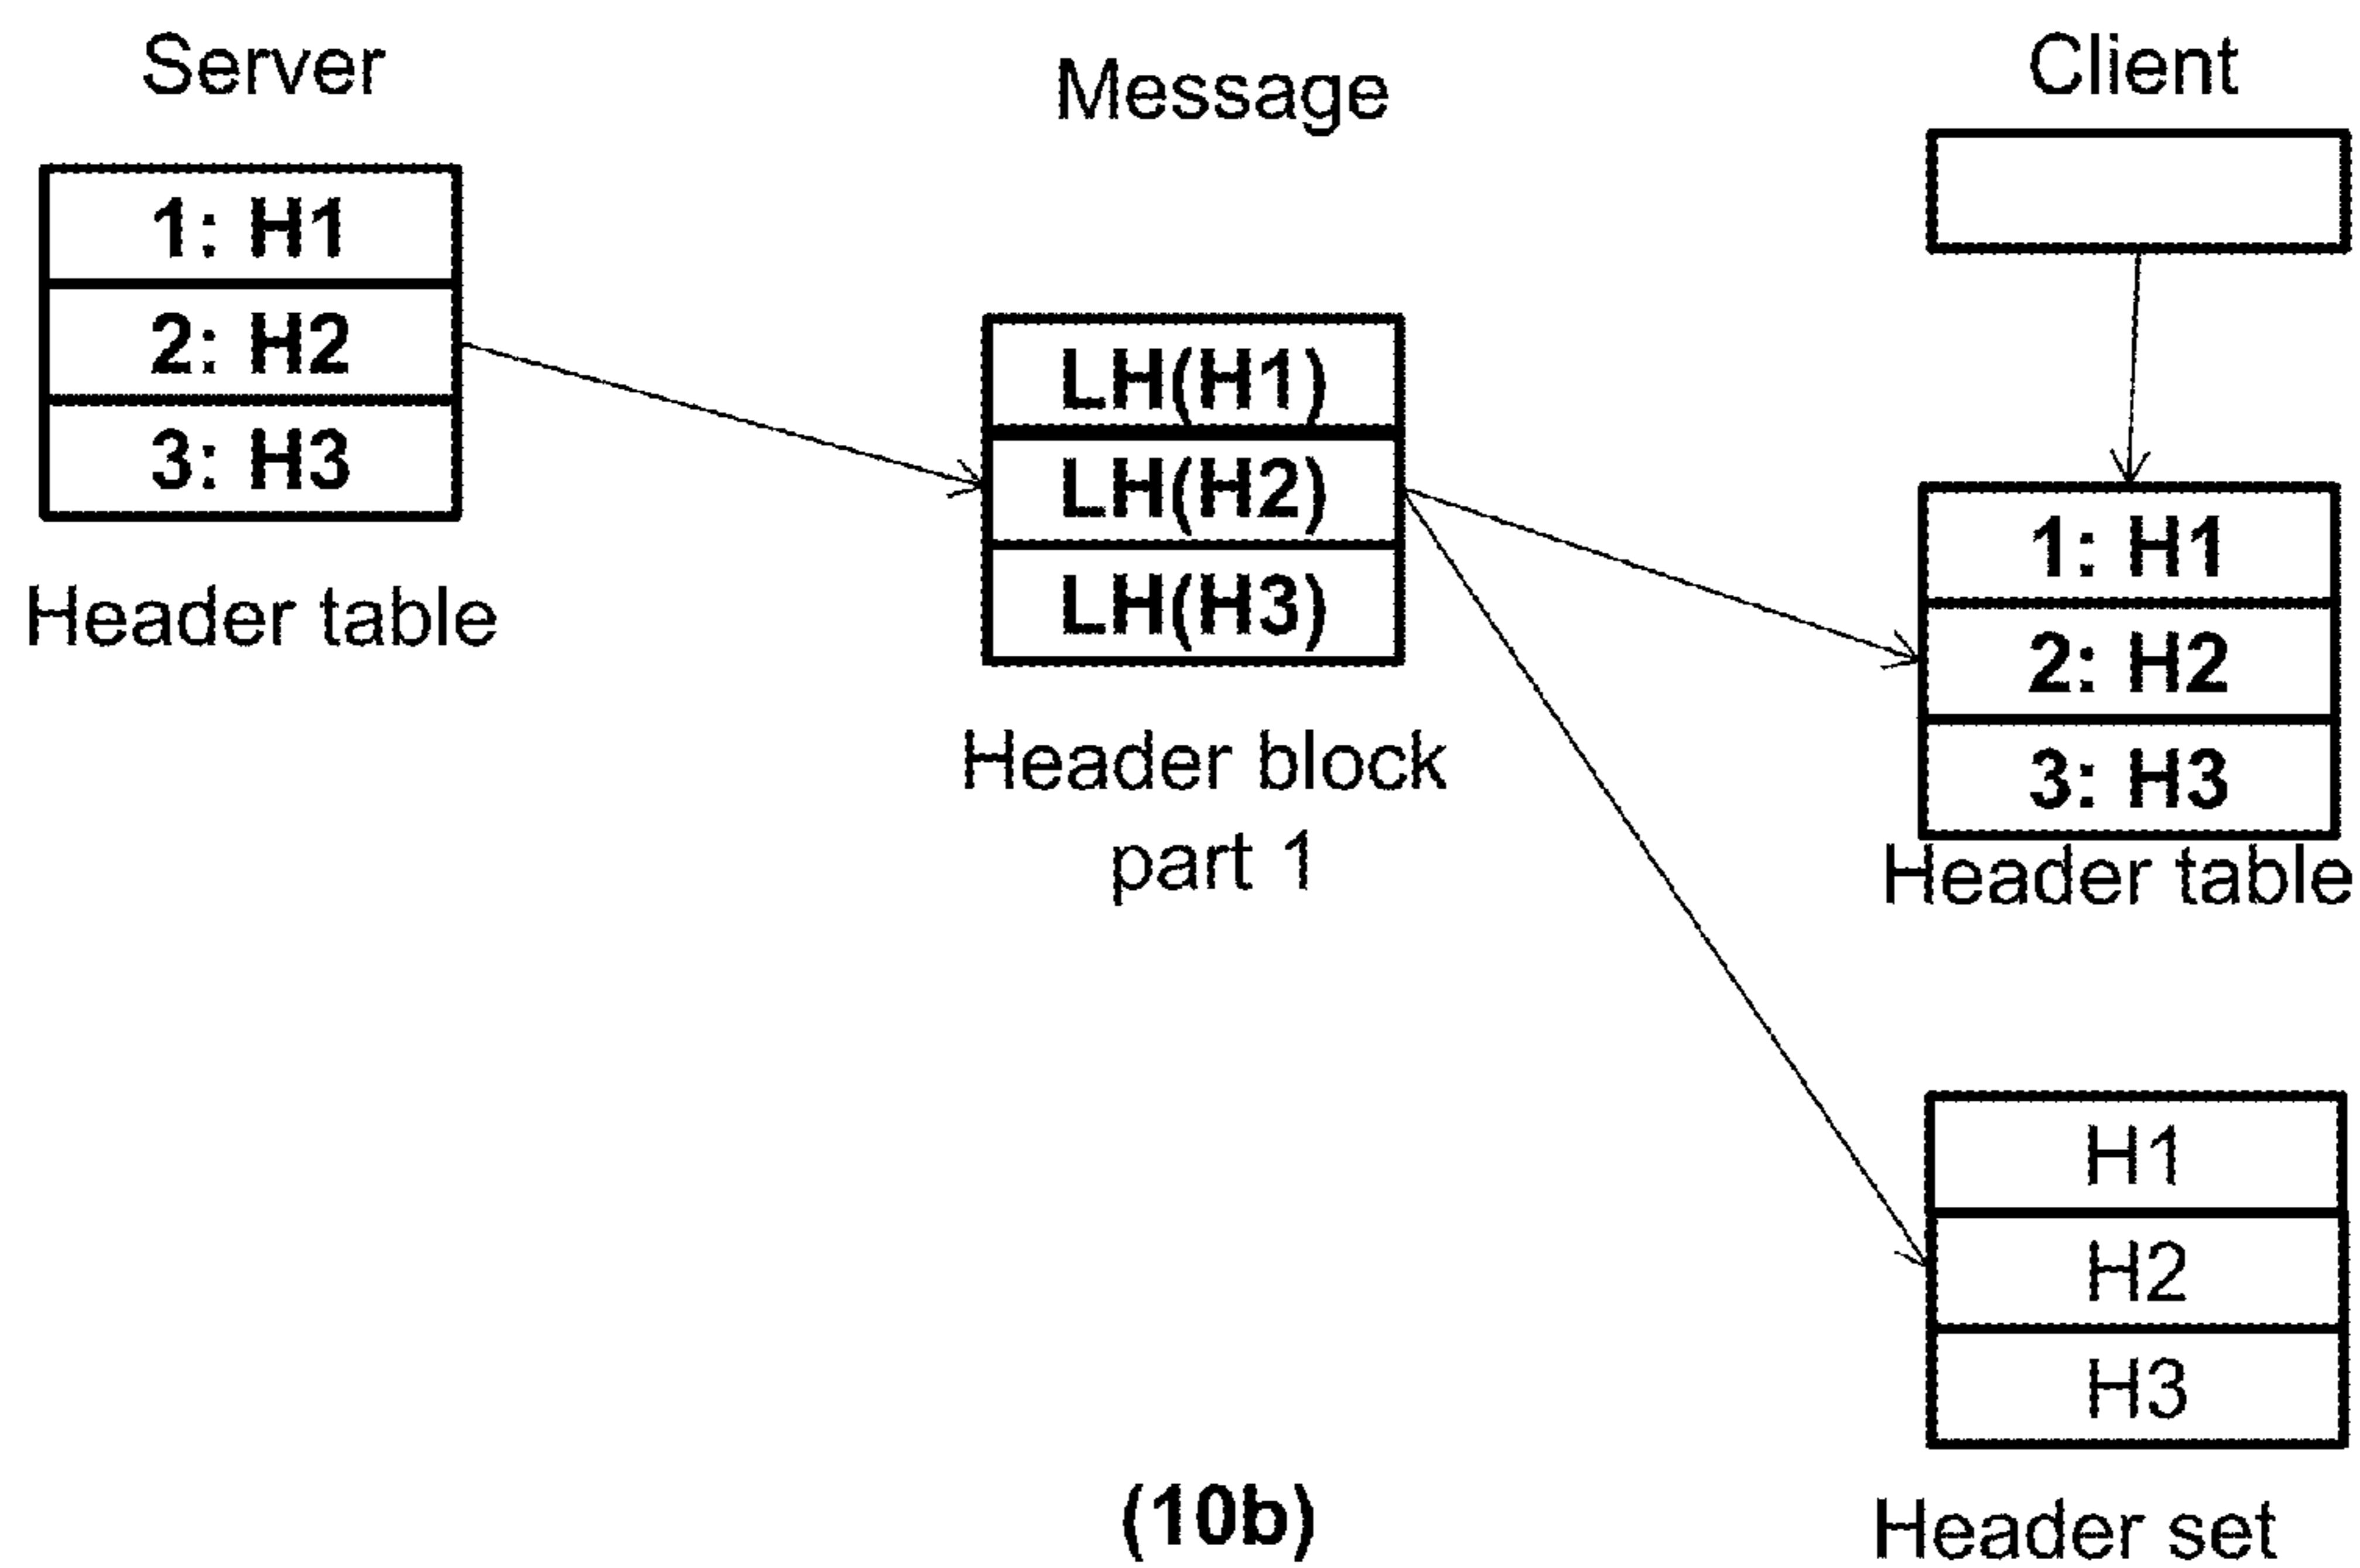 Server
1: H1
2: H2
3: H3
Header table
Message
LH(H1)
LH(H2)
LH(H3)
Header block
part 1
Client
1: H1
2: H2
3: H3
Header table
H1
H2
H3
Header set
(10b)